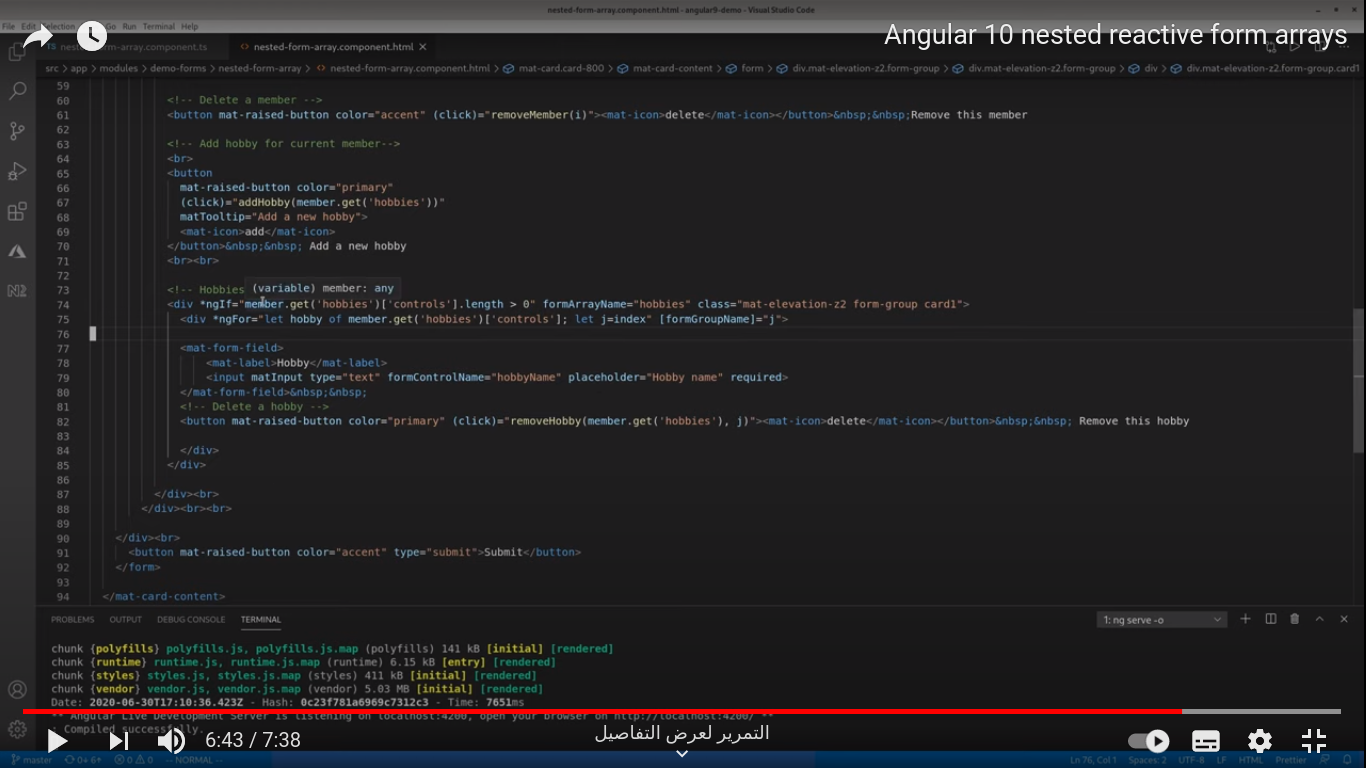 nested-form-array.component.html - angular9-demo - Visual Studio Code
File Edit Selection Go Run Terminal Help
Angular 10 nested reactive form arrays
TS nested-form-array.component.ts
<> nested-form-array.component.html ×
src > app > modules > demo-forms > nested-form-array > <> nested-form-array.component.html > mat-card.card-800 > mat-card-content > form > div.mat-elevation-z2.form-group > div.mat-elevation-z2.form-group > div > div.mat-elevation-z2.form-group.card1
59
60 <!-- Delete a member -->
61 <button mat-raised-button color="accent" (click)="removeMember(i)"><mat-icon>delete</mat-icon></button>&nbsp;&nbsp;Remove this member
62
63 <!-- Add hobby for current member-->
64 <br>
65 <button
66 mat-raised-button color="primary"
67 (click)="addHobby(member.get('hobbies'))"
68 matTooltip="Add a new hobby">
69 <mat-icon>add</mat-icon>
70 </button>&nbsp;&nbsp; Add a new hobby
71 <br><br>
72
(variable) member: any
73 <!-- Hobbies
74 <div *ngIf="member.get('hobbies')['controls'].length > 0" formArrayName="hobbies" class="mat-elevation-z2 form-group card1">
75 <div *ngFor="let hobby of member.get('hobbies')['controls']; let j=index" [formGroupName]="j">
76
77 <mat-form-field>
78 <mat-label>Hobby</mat-label>
79 <input matInput type="text" formControlName="hobbyName" placeholder="Hobby name" required>
80 </mat-form-field>&nbsp;&nbsp;
81 <!-- Delete a hobby -->
82 <button mat-raised-button color="primary" (click)="removeHobby(member.get('hobbies'), j)"><mat-icon>delete</mat-icon></button>&nbsp;&nbsp; Remove this hobby
83
84 </div>
85 </div>
86
87 </div><br>
88 </div><br><br>
89
90 </div><br>
91 <button mat-raised-button color="accent" type="submit">Submit</button>
92 </form>
93
94 </mat-card-content>
PROBLEMS OUTPUT DEBUG CONSOLE TERMINAL
1: ng serve -o
chunk {polyfills} polyfills.js, polyfills.js.map (polyfills) 141 kB [initial] [rendered]
chunk {runtime} runtime.js, runtime.js.map (runtime) 6.15 kB [entry] [rendered]
chunk {styles} styles.js, styles.js.map (styles) 411 kB [initial] [rendered]
chunk {vendor} vendor.js, vendor.js.map (vendor) 5.03 MB [initial] [rendered]
Date: 2020-06-30T17:10:36.423Z - Hash: 0c23f781a6969c7312c3 - Time: 7651ms
** Angular Live Development Server is listening on localhost:4200, open your browser on http://localhost:4200/ **
: Compiled successfully.
6:43 / 7:38
التمرير لعرض التفاصيل
master 0↓ 6↑ 0 0 -- NORMAL --
Ln 76, Col 1 Spaces: 2 UTF-8 LF HTML Prettier